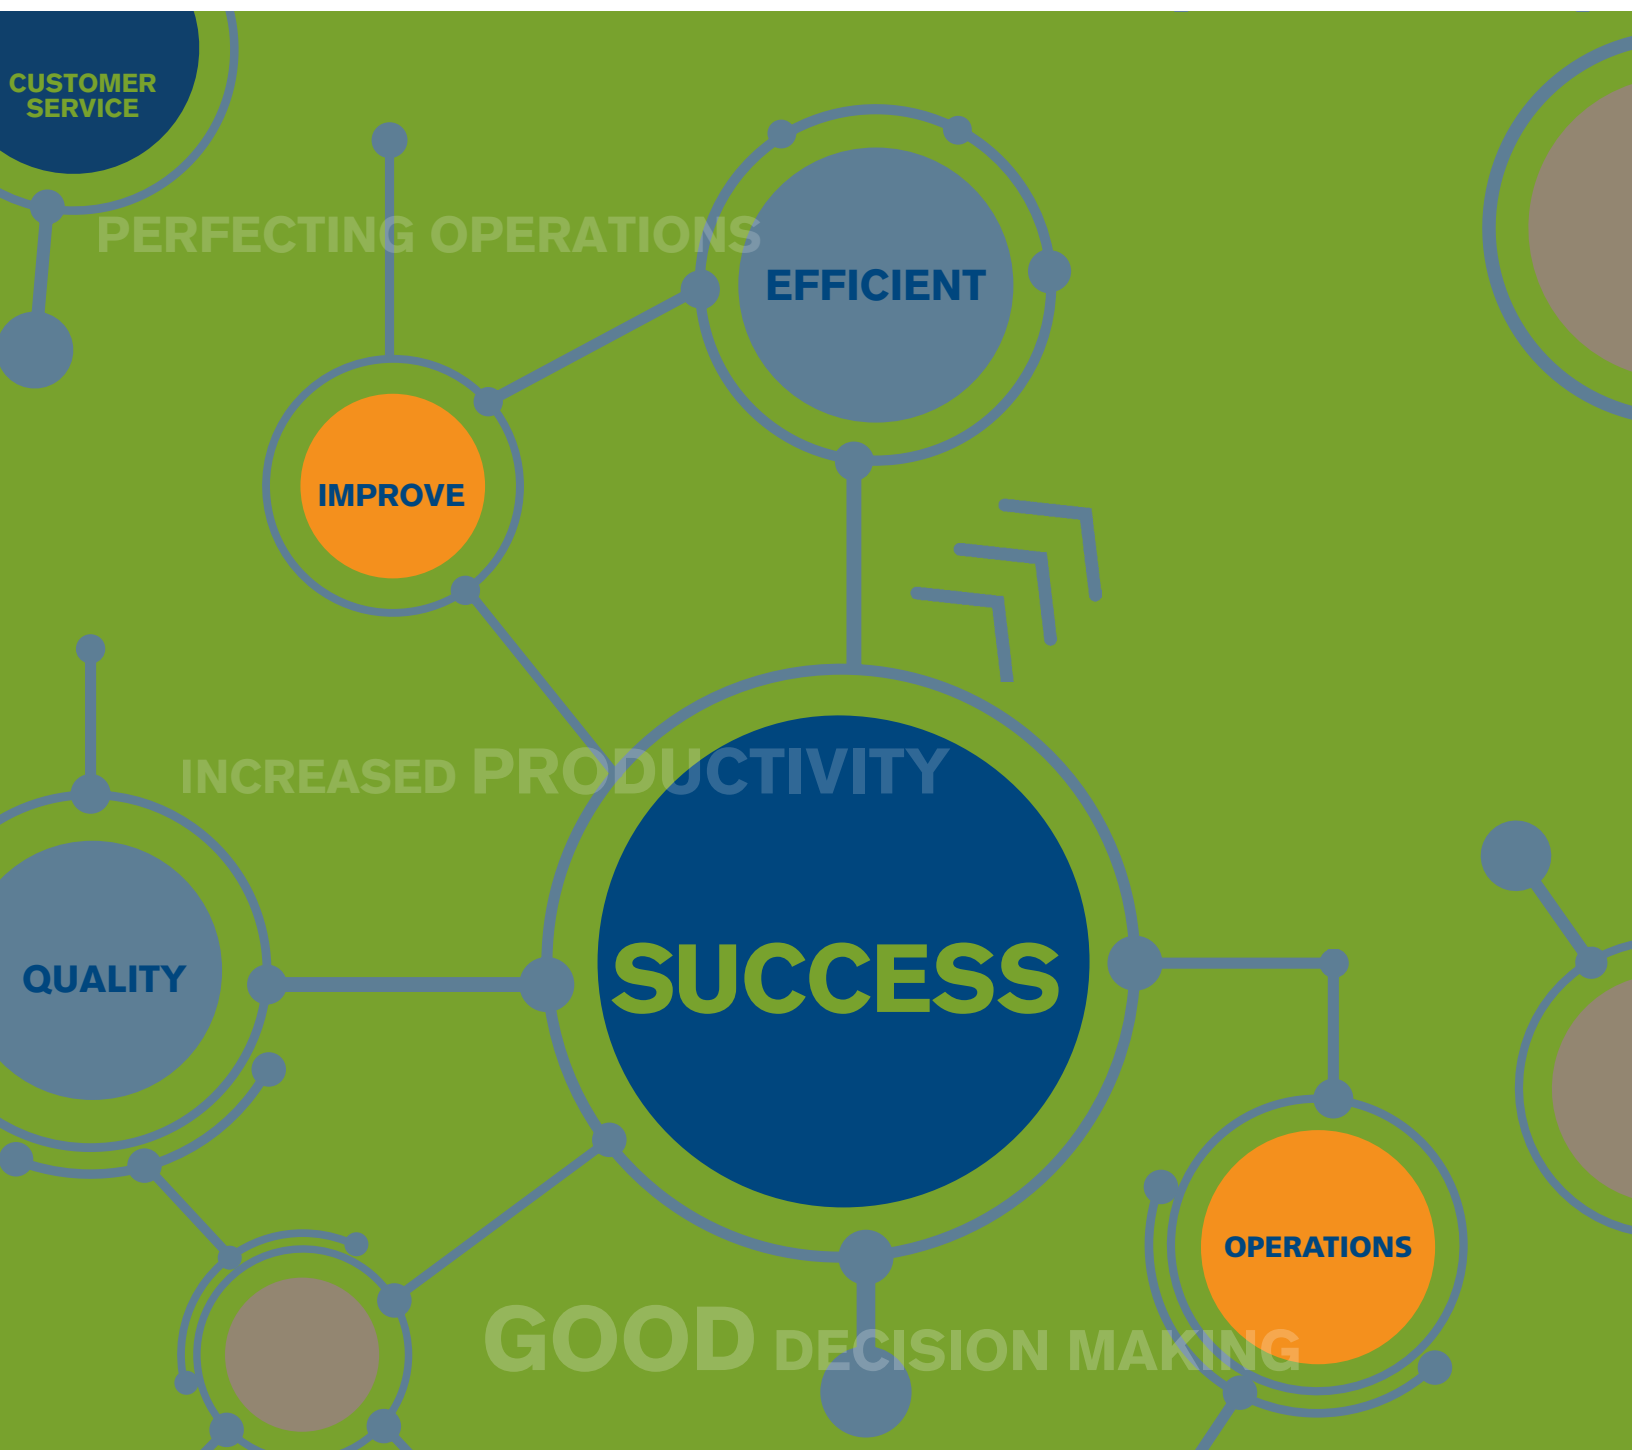 CUSTOMER
SERVICE
PERFECTING OPERATIONS
EFFICIENT
IMPROVE
INCREASED PRODUCTIVITY
QUALITY
SUCCESS
OPERATIONS
GOOD DECISION MAKING